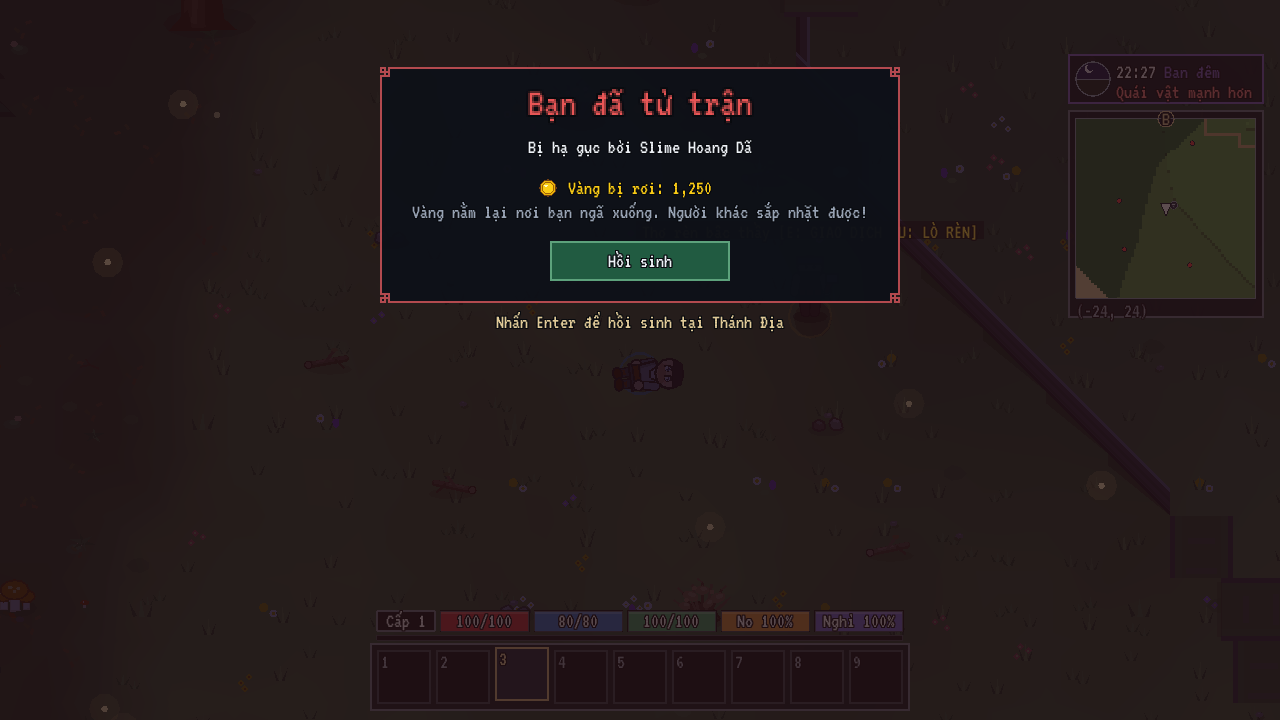 Bạn đã tử trận
Bị hạ gục bởi Slime Hoang Dã
Vàng bị rơi: 1,250
Vàng nằm lại nơi bạn ngã xuống. Người khác sắp nhặt được!
Hồi sinh
Nhấn Enter để hồi sinh tại Thánh Địa
22:27 Ban đêm
Quái vật mạnh hơn
B
(-24, 24)
U: LÒ RÈN]
Cấp 1
100/100
80/80
100/100
No 100%
Nghỉ 100%
1 2 3 4 5 6 7 8 9